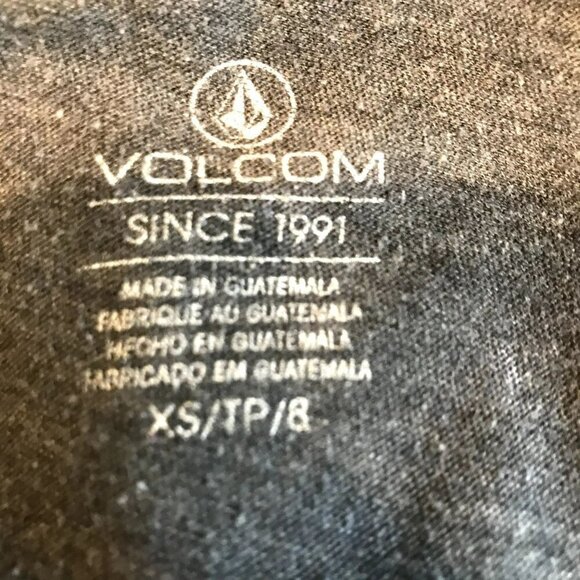 VOLCOM
SINCE 1991
MADE IN GUATEMALA
FABRIQUE AU GUATEMALA
HECHO EN GUATEMALA
FABRICADO EM GUATEMALA
XS/TP/8